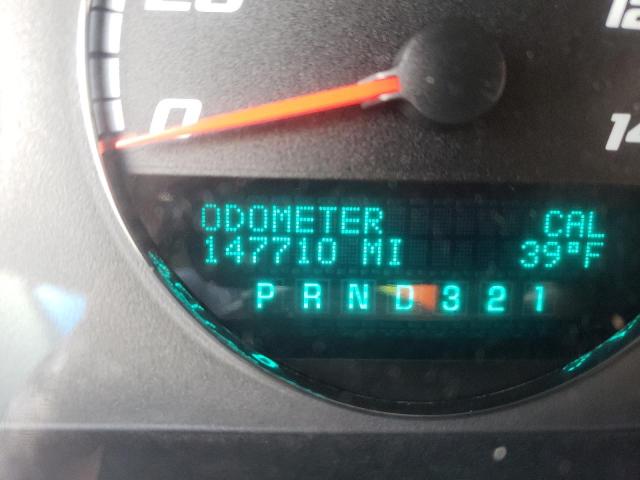 0
ODOMETER CAL
147710 MI 39°F
P R N D 3 2 1